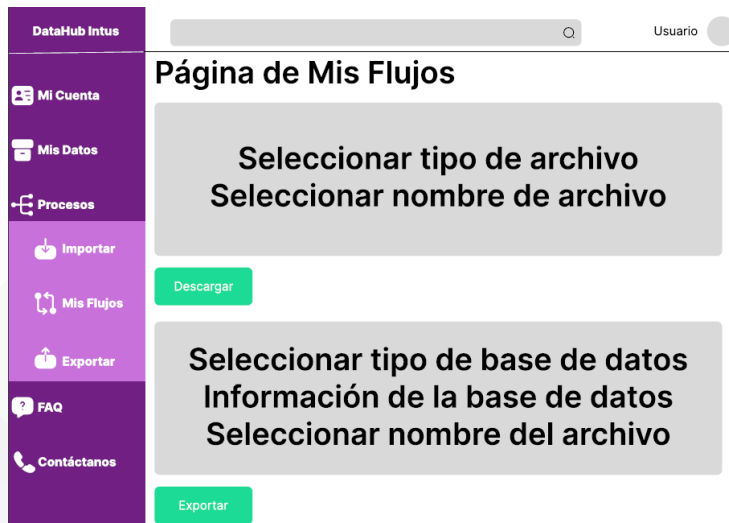 DataHub Intus
Usuario
Mi Cuenta
Mis Datos
Procesos
Importar
Mis Flujos
Exportar
FAQ
Contáctanos
Página de Mis Flujos
Seleccionar tipo de archivo
Seleccionar nombre de archivo
Descargar
Seleccionar tipo de base de datos
Información de la base de datos
Seleccionar nombre del archivo
Exportar